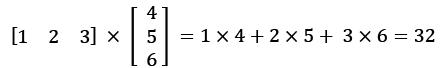 [1 2 3] × [4 5 6] = 1 × 4 + 2 × 5 + 3 × 6 = 32